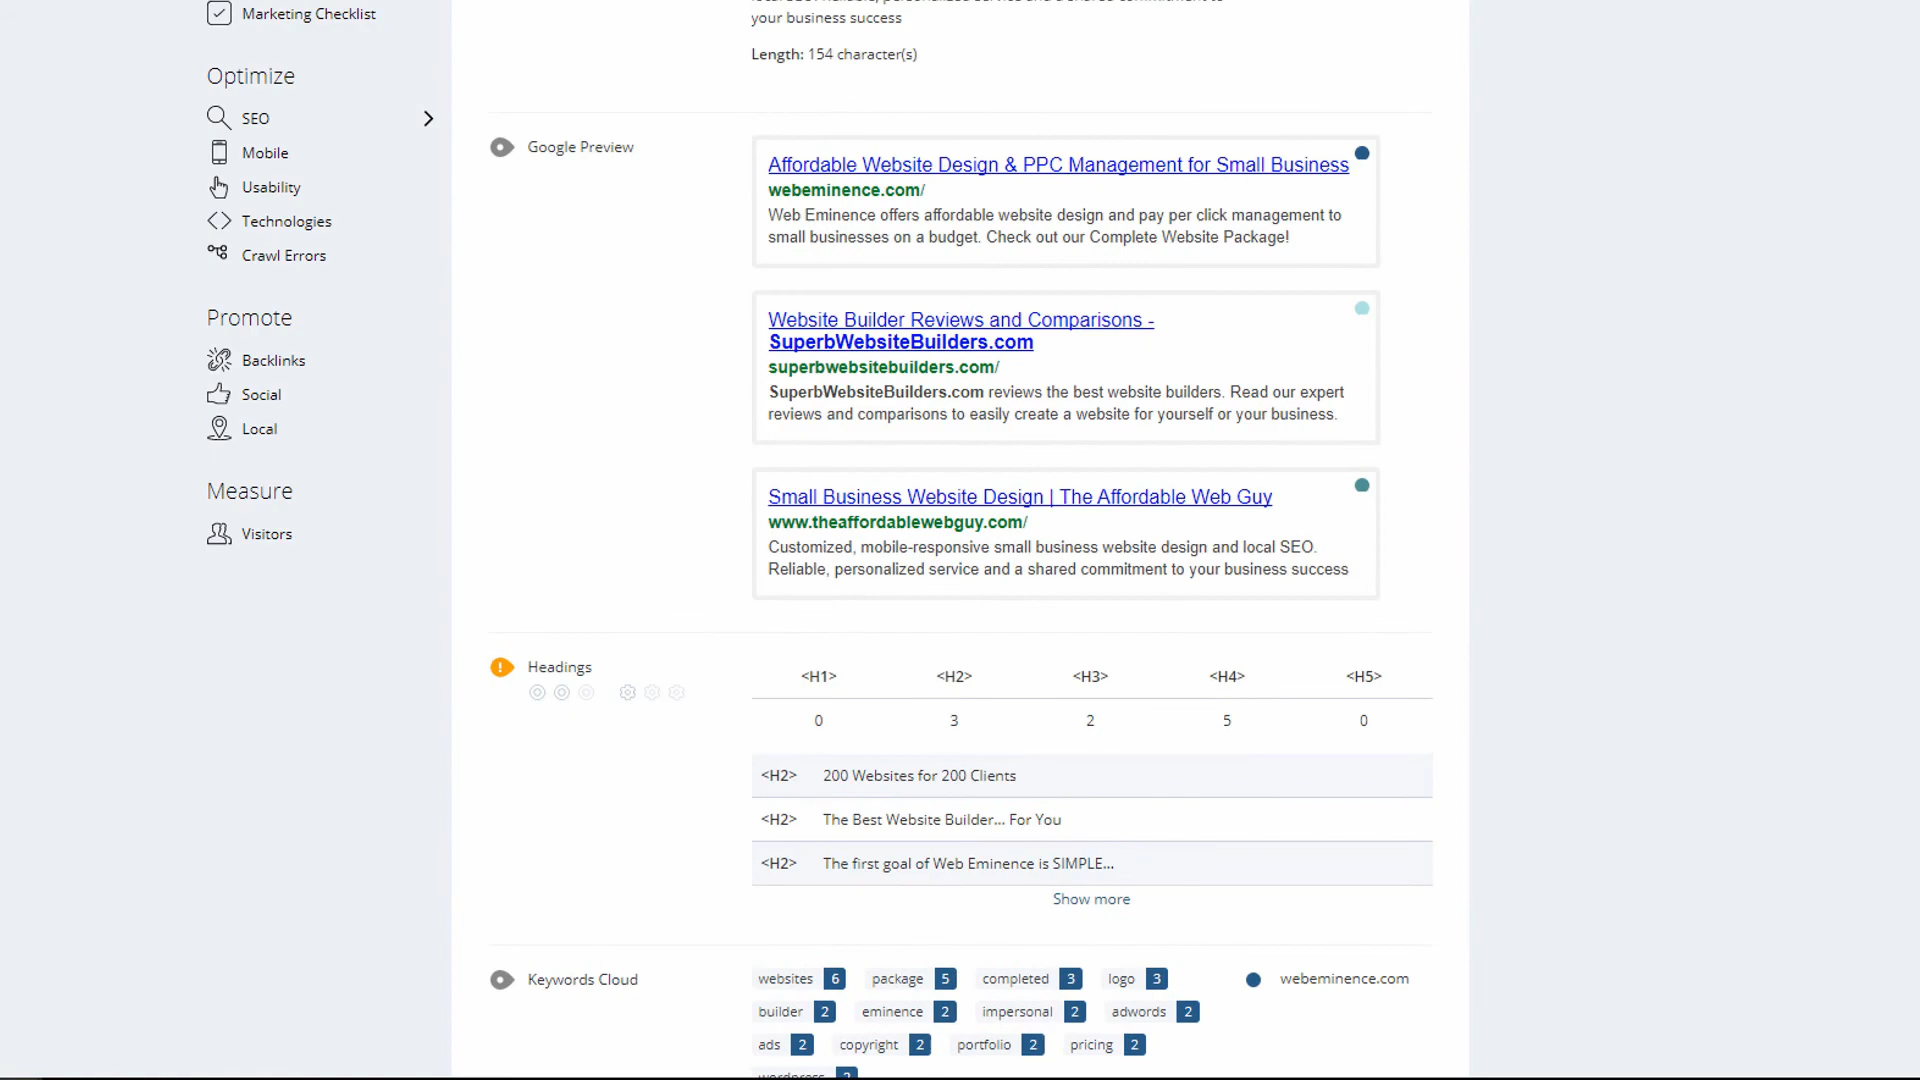 Marketing Checklist
Optimize
SEO
Mobile
Usability
Technologies
Crawl Errors
Promote
Backlinks
Social
Local
Measure
Visitors
your business success
Length: 154 character(s)
Google Preview
Affordable Website Design & PPC Management for Small Business
webeminence.com/
Web Eminence offers affordable website design and pay per click management to
small businesses on a budget. Check out our Complete Website Package!
Website Builder Reviews and Comparisons -
SuperbWebsiteBuilders.com
superbwebsitebuilders.com/
SuperbWebsiteBuilders.com reviews the best website builders. Read our expert
reviews and comparisons to easily create a website for yourself or your business.
Small Business Website Design | The Affordable Web Guy
www.theaffordablewebguy.com/
Customized, mobile-responsive small business website design and local SEO.
Reliable, personalized service and a shared commitment to your business success
Headings
<H1> <H2> <H3> <H4> <H5>
0 3 2 5 0
<H2> 200 Websites for 200 Clients
<H2> The Best Website Builder... For You
<H2> The first goal of Web Eminence is SIMPLE...
Show more
Keywords Cloud
websites 6 package 5 completed 3 logo 3
webeminence.com
builder 2 eminence 2 impersonal 2 adwords 2
ads 2 copyright 2 portfolio 2 pricing 2
wordpress 2